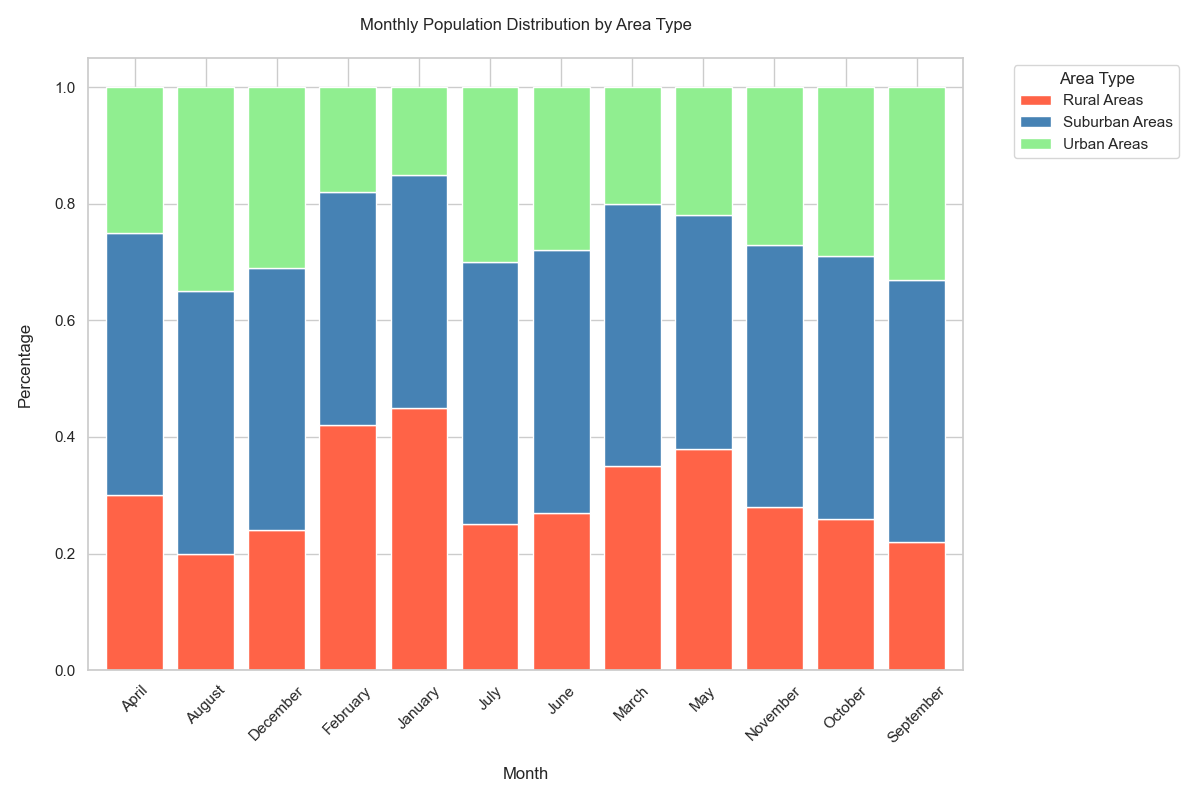 Monthly Population Distribution by Area Type
Area Type
Rural Areas
Suburban Areas
Urban Areas
Percentage
1.0
0.8
0.6
0.4
0.2
0.0
April
August
December
February
January
July
June
March
May
November
October
September
Month